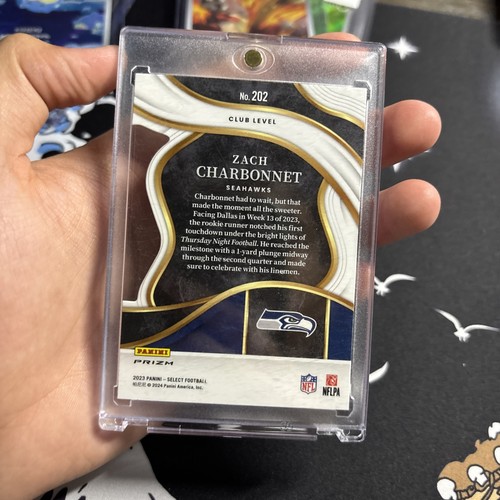 No. 202
CLUB LEVEL
ZACH
CHARBONNET
SEAHAWKS
Charbonnet had to wait, but that
made the moment all the sweeter.
Facing Dallas in Week 13 of 2023,
the rookie runner notched his first
touchdown under the bright lights of
Thursday Night Football. He reached the
milestone with a 1-yard plunge midway
through the second quarter and made
sure to celebrate with his linemen.
PANINI
PRIZM
2023 PANINI – SELECT FOOTBALL
© 2024 Panini America, Inc.
NFL
NFLPA